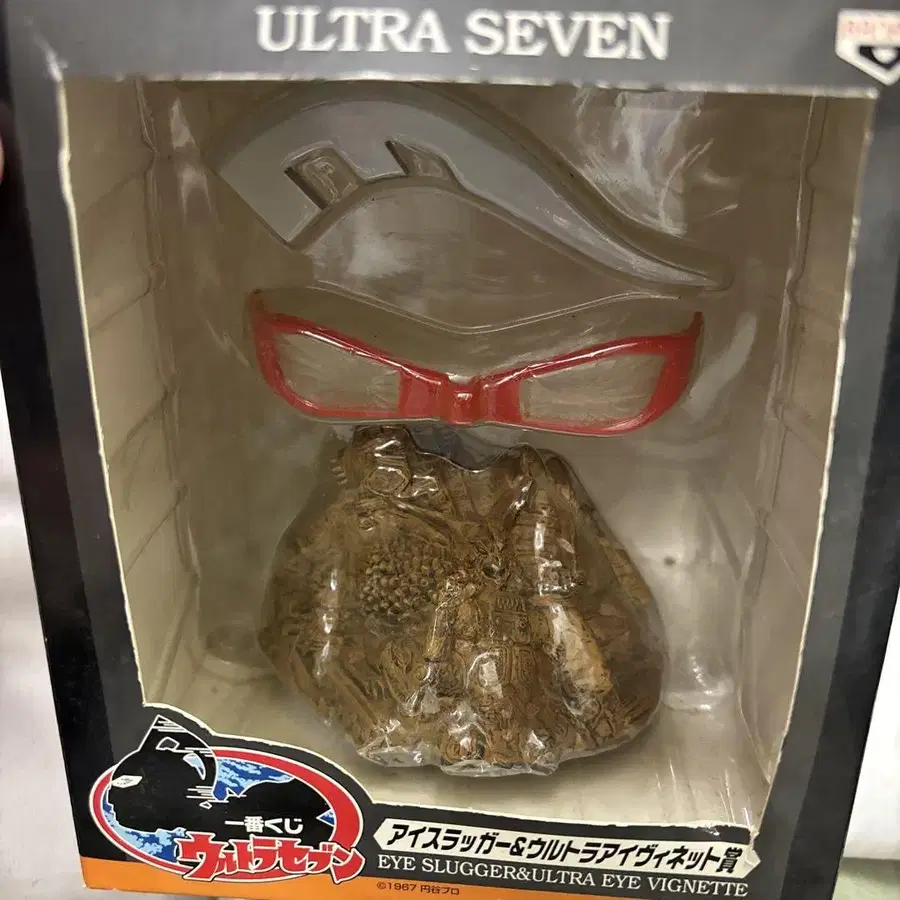 ULTRA SEVEN
一番くじ
ウルトラセブン
アイスラッガー&ウルトラアイヴィネット賞
EYE SLUGGER&ULTRA EYE VIGNETTE
©1967 円谷プロ